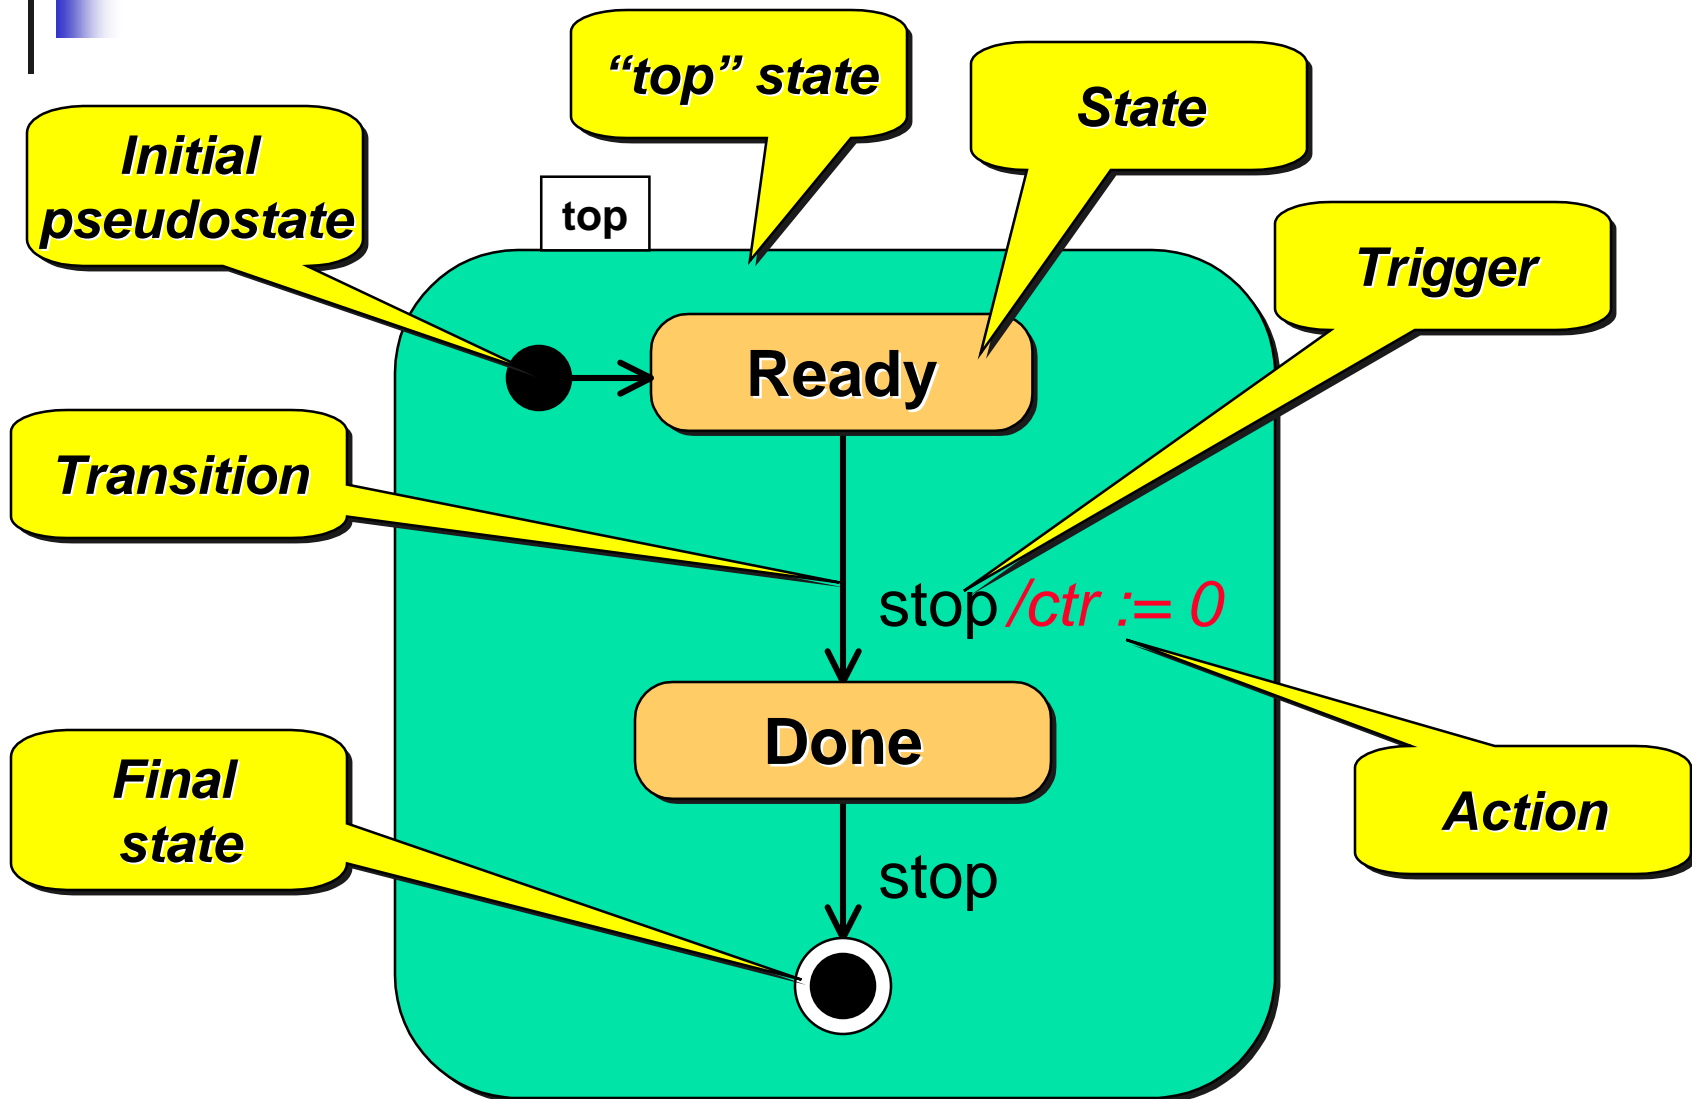 “top” state
State
Initial
pseudostate
top
Trigger
Ready
Transition
stop /ctr := 0
Done
Final
state
Action
stop